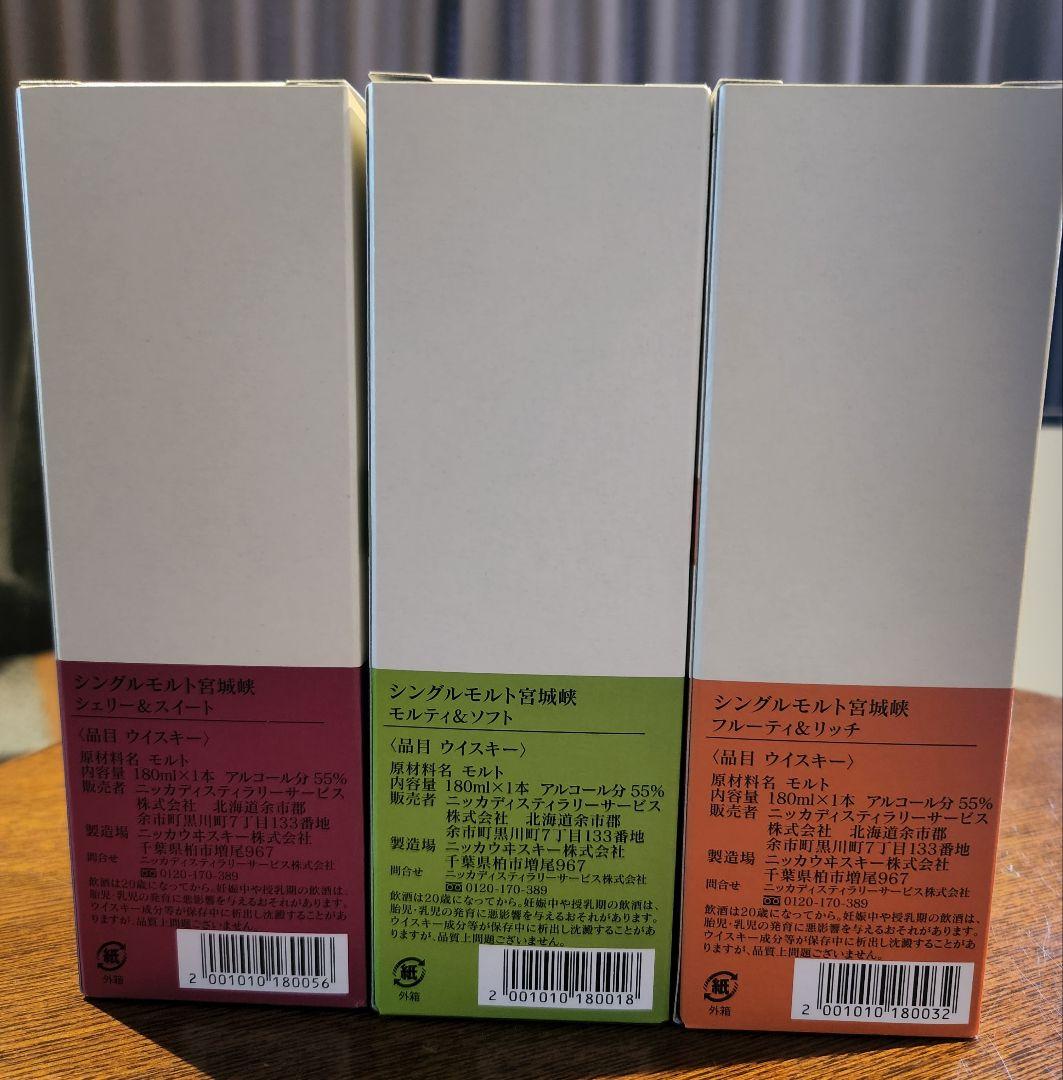 シングルモルト宮城峡
シェリー&スイート
〈品目 ウイスキー〉
原材料名 モルト
内容量 180ml×1本 アルコール分 55%
販売者 ニッカディスティラリーサービス
株式会社 北海道余市郡
余市町黒川町7丁目133番地
製造場 ニッカウヰスキー株式会社
千葉県柏市増尾967
問合せ ニッカディスティラリーサービス株式会社
0120-170-389
飲酒は20歳になってから。妊娠中や授乳期の飲酒は、
胎児・乳児の発育に悪影響を与えるおそれがあります。
ウイスキー成分等が保存中に析出し沈澱することがあ
りますが、品質上問題ございません。
紙
外箱
2 001010 180056
シングルモルト宮城峡
モルティ&ソフト
〈品目 ウイスキー〉
原材料名 モルト
内容量 180ml×1本 アルコール分 55%
販売者 ニッカディスティラリーサービス
株式会社 北海道余市郡
余市町黒川町7丁目133番地
製造場 ニッカウヰスキー株式会社
千葉県柏市増尾967
問合せ ニッカディスティラリーサービス株式会社
0120-170-389
飲酒は20歳になってから。妊娠中や授乳期の飲酒は、
胎児・乳児の発育に悪影響を与えるおそれがあります。
ウイスキー成分等が保存中に析出し沈澱することがあ
りますが、品質上問題ございません。
紙
外箱
2 001010 180018
シングルモルト宮城峡
フルーティ&リッチ
〈品目 ウイスキー〉
原材料名 モルト
内容量 180ml×1本 アルコール分 55%
販売者 ニッカディスティラリーサービス
株式会社 北海道余市郡
余市町黒川町7丁目133番地
製造場 ニッカウヰスキー株式会社
千葉県柏市増尾967
問合せ ニッカディスティラリーサービス株式会社
0120-170-389
飲酒は20歳になってから。妊娠中や授乳期の飲酒は、
胎児・乳児の発育に悪影響を与えるおそれがあります。
ウイスキー成分等が保存中に析出し沈澱することがあ
りますが、品質上問題ございません。
紙
外箱
2 001010 180032